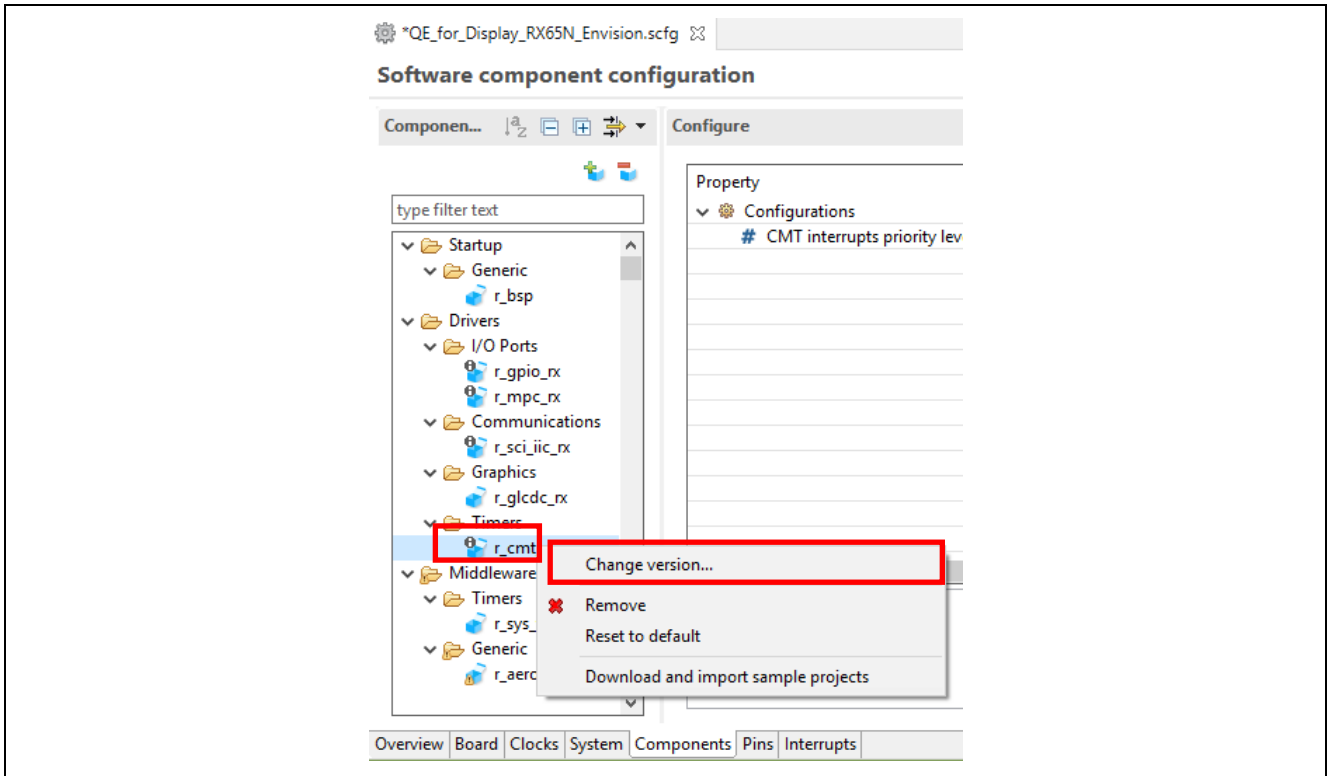 *QE_for_Display_RX65N_Envision.scfg
Software component configuration
Componen...
Configure
type filter text
Property
Configurations
# CMT interrupts priority lev
Startup
Generic
r_bsp
Drivers
I/O Ports
r_gpio_rx
r_mpc_rx
Communications
r_sci_iic_rx
Graphics
r_glcdc_rx
Timers
r_cmt
Middleware
Timers
r_sys_
Generic
r_aero
Change version...
Remove
Reset to default
Download and import sample projects
Overview Board Clocks System Components Pins Interrupts